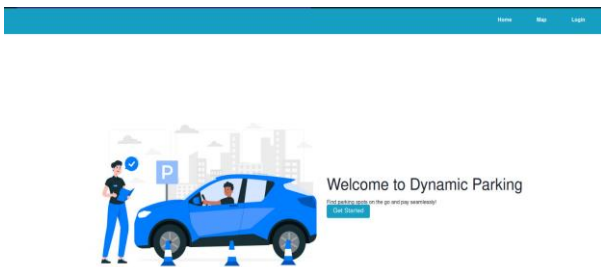 Home Map Login
P
Welcome to Dynamic Parking
Find parking spots on the go and pay seamlessly!
Get Started